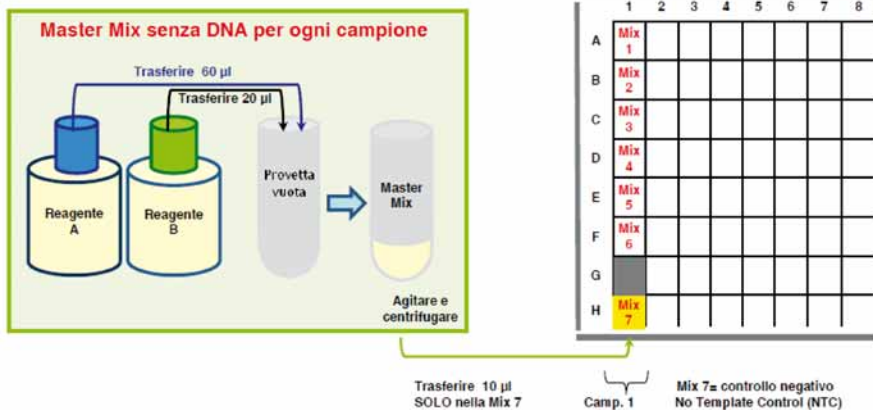 Master Mix senza DNA per ogni campione
Trasferire 60 µl
Trasferire 20 µl
Reagente
A
Reagente
B
Provetta
vuota
Master
Mix
Agitare e
centrifugare
1 2 3 4 5 6 7 8
A Mix
1
B Mix
2
C Mix
3
D Mix
4
E Mix
5
F Mix
6
G
H Mix
7
Trasferire 10 µl
SOLO nella Mix 7
Camp. 1
Mix 7= controllo negativo
No Template Control (NTC)